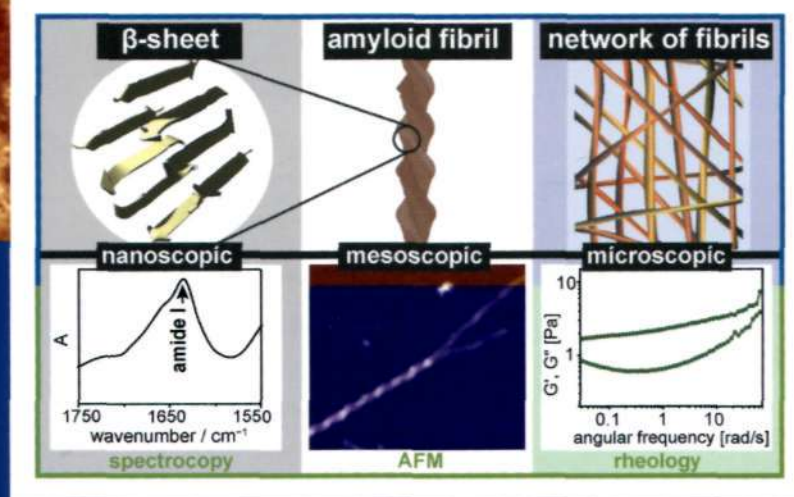 β-sheet
amyloid fibril
network of fibrils
nanoscopic
mesoscopic
microscopic
A
amide I
1750
1650
1550
wavenumber / cm⁻¹
spectrocopy
AFM
G', G'' [Pa]
10
1
0.1
1
10
angular frequency [rad/s]
rheology